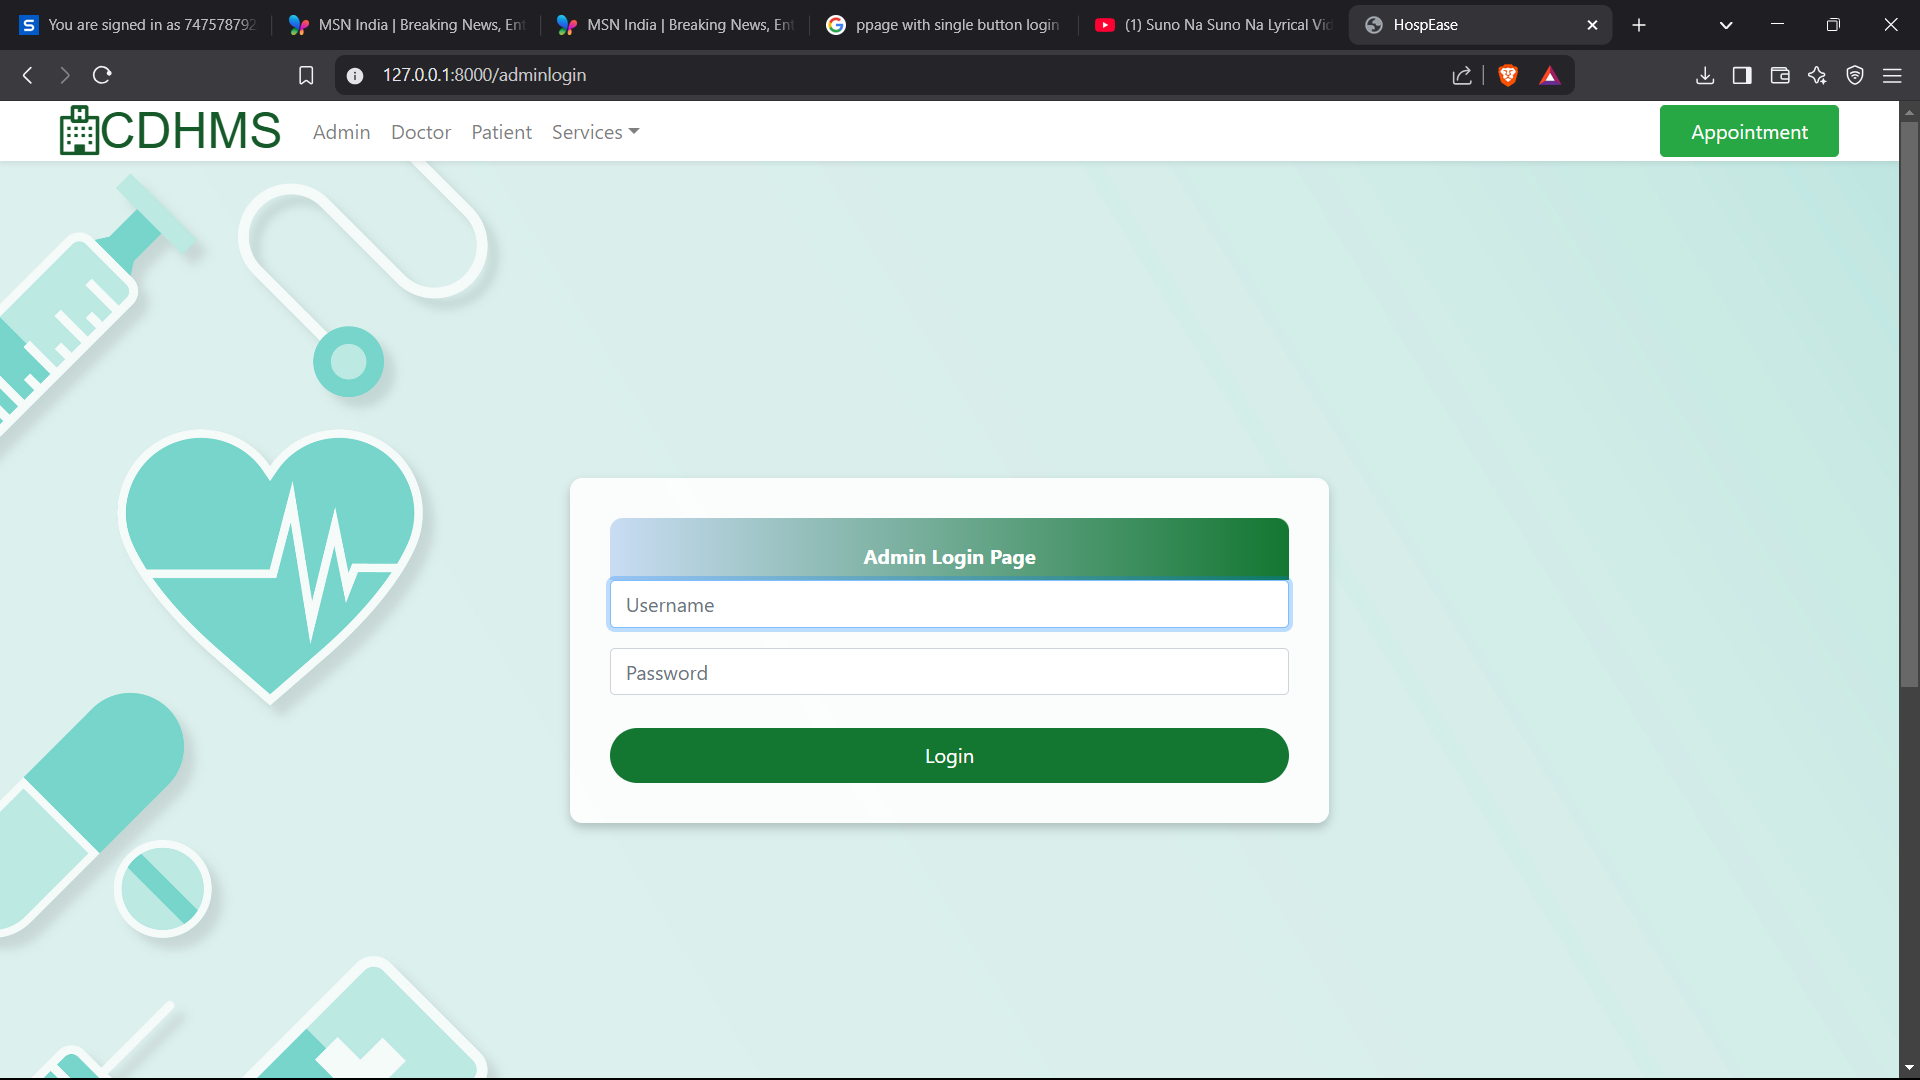 You are signed in as 747578792
MSN India | Breaking News, Ent
MSN India | Breaking News, Ent
ppage with single button login
(1) Suno Na Suno Na Lyrical Vid
HospEase
127.0.0.1:8000/adminlogin
CDHMS
Admin
Doctor
Patient
Services
Appointment
Admin Login Page
Username
Password
Login